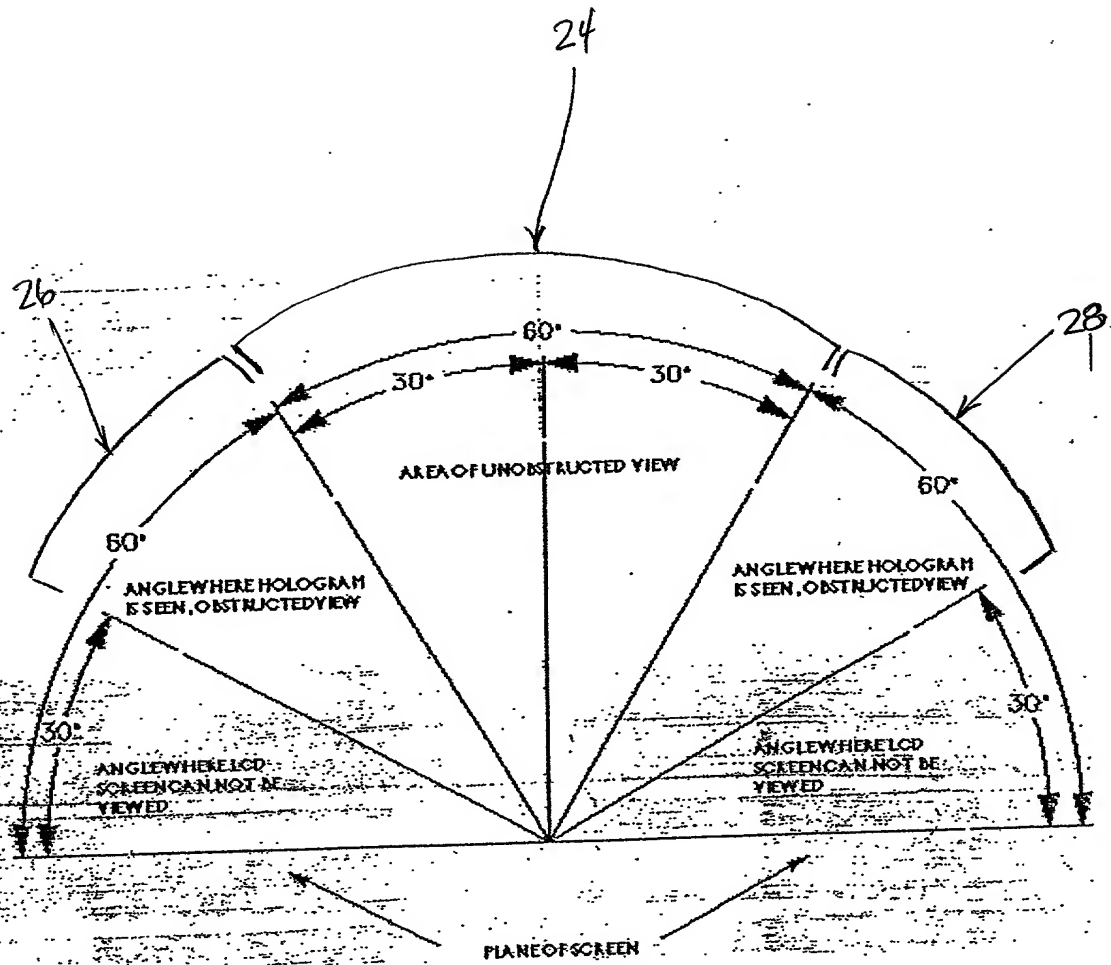 24
26
28
60°
30°
30°
AREA OF UNOBSTRUCTED VIEW
60°
60°
ANGLE WHERE HOLOGRAM
IS SEEN, OBSTRUCTED VIEW
ANGLE WHERE HOLOGRAM
IS SEEN, OBSTRUCTED VIEW
30°
30°
ANGLE WHERE LCD
SCREEN CAN NOT BE
VIEWED
ANGLE WHERE LCD
SCREEN CAN NOT BE
VIEWED
PLANE OF SCREEN